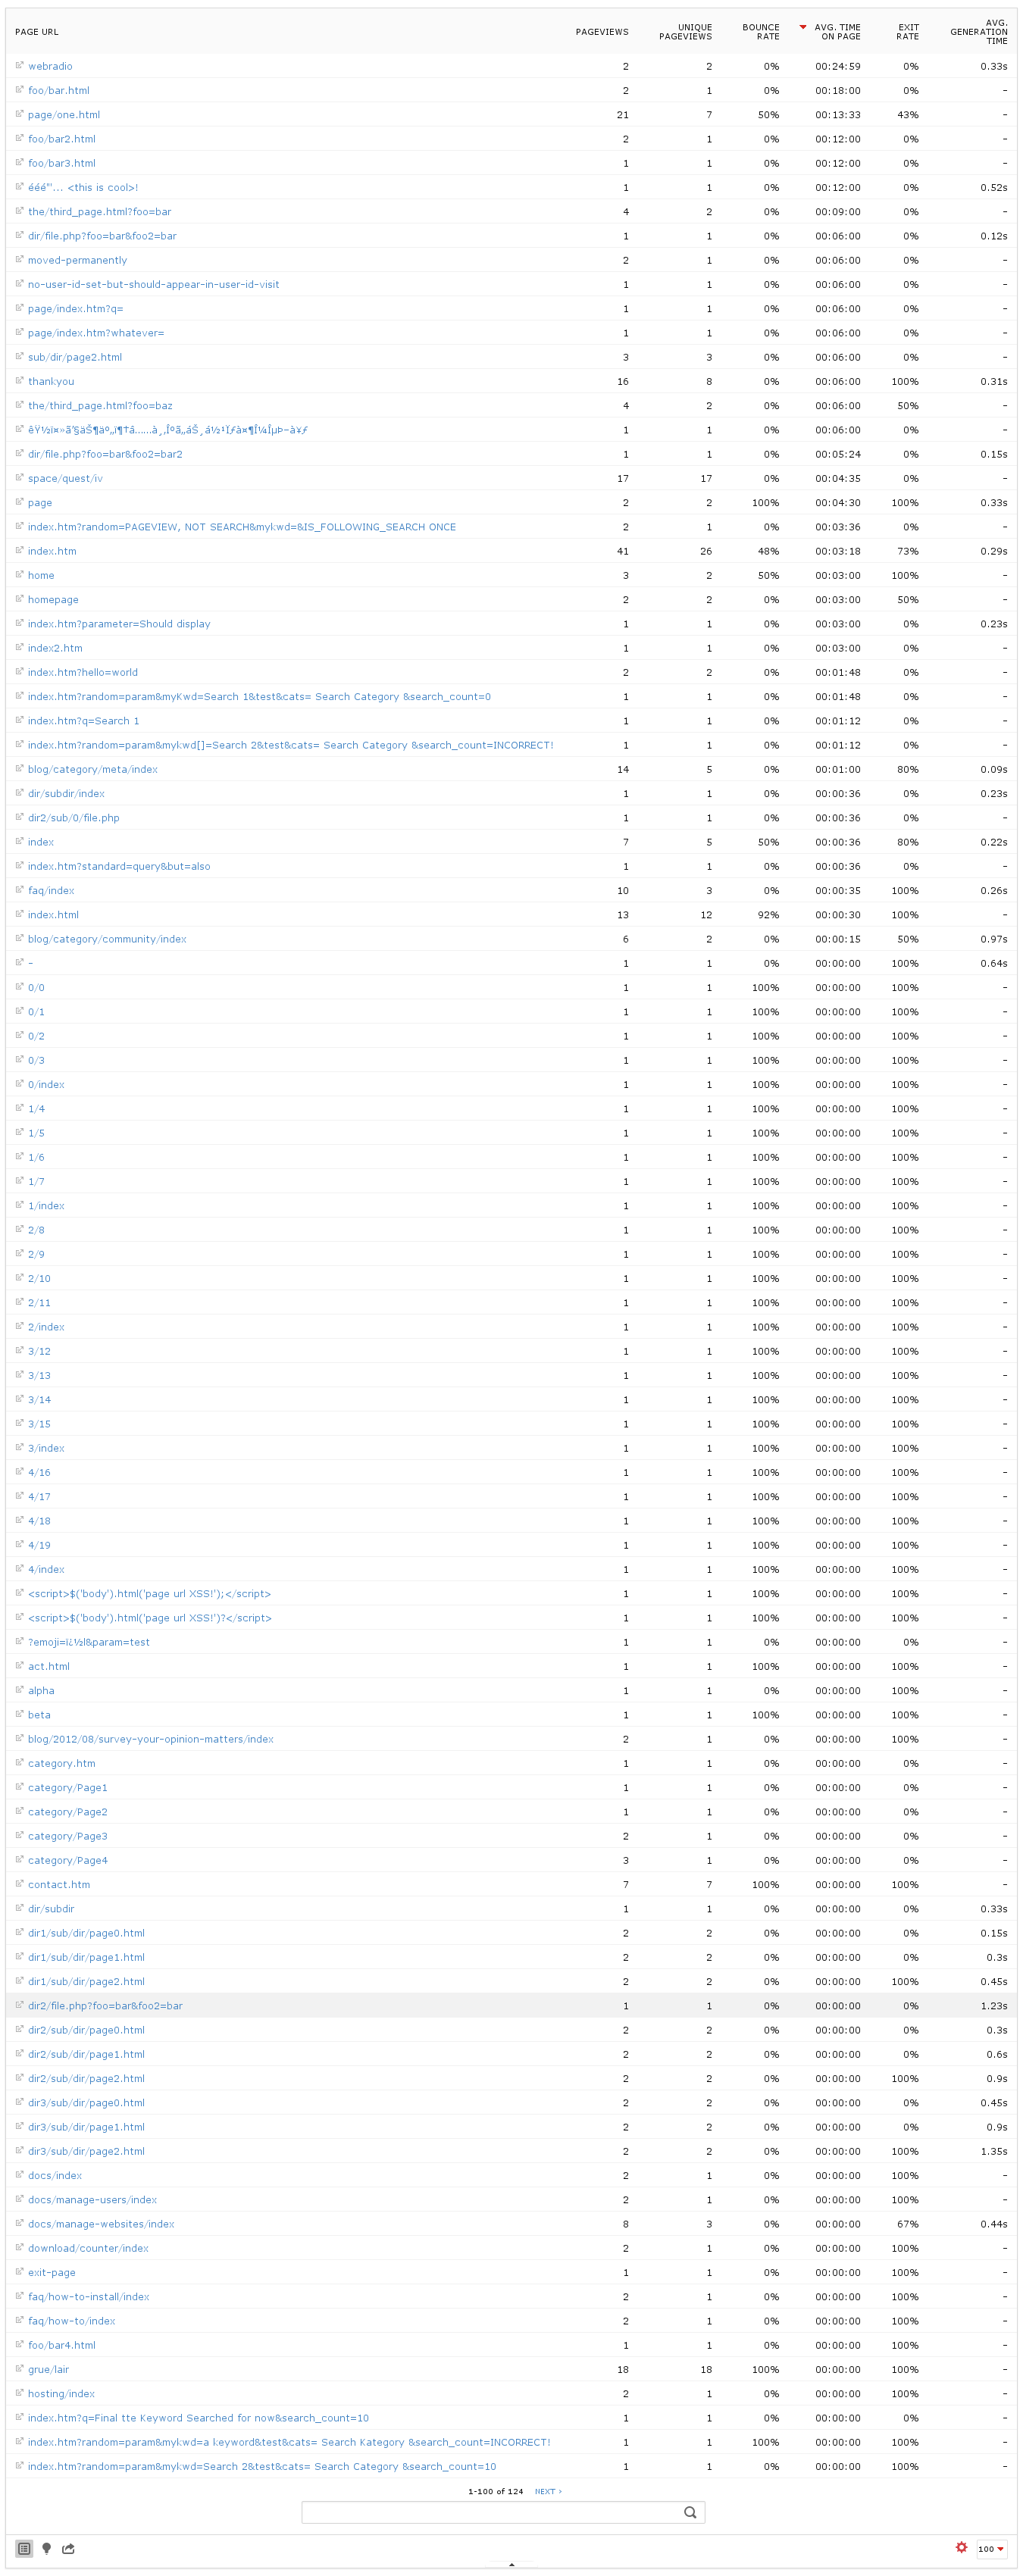 PAGE URL PAGEVIEWS UNIQUE PAGEVIEWS BOUNCE RATE AVG. TIME ON PAGE EXIT RATE AVG. GENERATION TIME
webradio 2 2 0% 00:24:59 0% 0.33s
foo/bar.html 2 1 0% 00:18:00 0% -
page/one.html 21 7 50% 00:13:33 43% -
foo/bar2.html 2 1 0% 00:12:00 0% -
foo/bar3.html 1 1 0% 00:12:00 0% -
ééé"'... <this is cool>! 1 1 0% 00:12:00 0% 0.52s
the/third_page.html?foo=bar 4 2 0% 00:09:00 0% -
dir/file.php?foo=bar&foo2=bar 1 1 0% 00:06:00 0% 0.12s
moved-permanently 2 1 0% 00:06:00 0% -
no-user-id-set-but-should-appear-in-user-id-visit 1 1 0% 00:06:00 0% -
page/index.htm?q= 1 1 0% 00:06:00 0% -
page/index.htm?whatever= 1 1 0% 00:06:00 0% -
sub/dir/page2.html 3 3 0% 00:06:00 0% -
thankyou 16 8 0% 00:06:00 100% 0.31s
the/third_page.html?foo=baz 4 2 0% 00:06:00 50% -
1 1 0% 00:06:00 0% -
dir/file.php?foo=bar&foo2=bar2 1 1 0% 00:05:24 0% 0.15s
space/quest/iv 17 17 0% 00:04:35 0% -
page 2 2 100% 00:04:30 100% 0.33s
index.htm?random=PAGEVIEW, NOT SEARCH&mykwd=&IS_FOLLOWING_SEARCH ONCE 2 1 0% 00:03:36 0% -
index.htm 41 26 48% 00:03:18 73% 0.29s
home 3 2 50% 00:03:00 100% -
homepage 2 2 0% 00:03:00 50% -
index.htm?parameter=Should display 1 1 0% 00:03:00 0% 0.23s
index2.htm 1 1 0% 00:03:00 0% -
index.htm?hello=world 2 2 0% 00:01:48 0% -
index.htm?random=param&myKwd=Search 1&test&cats= Search Category &search_count=0 1 1 0% 00:01:48 0% -
index.htm?q=Search 1 1 1 0% 00:01:12 0% -
index.htm?random=param&mykwd[]=Search 2&test&cats= Search Category &search_count=INCORRECT! 1 1 0% 00:01:12 0% -
blog/category/meta/index 14 5 0% 00:01:00 80% 0.09s
dir/subdir/index 1 1 0% 00:00:36 0% 0.23s
dir2/sub/0/file.php 1 1 0% 00:00:36 0% -
index 7 5 50% 00:00:36 80% 0.22s
index.htm?standard=query&but=also 1 1 0% 00:00:36 0% -
faq/index 10 3 0% 00:00:35 100% 0.26s
index.html 13 12 92% 00:00:30 100% -
blog/category/community/index 6 2 0% 00:00:15 50% 0.97s
- 1 1 0% 00:00:00 100% 0.64s
0/0 1 1 100% 00:00:00 100% -
0/1 1 1 100% 00:00:00 100% -
0/2 1 1 100% 00:00:00 100% -
0/3 1 1 100% 00:00:00 100% -
0/index 1 1 100% 00:00:00 100% -
1/4 1 1 100% 00:00:00 100% -
1/5 1 1 100% 00:00:00 100% -
1/6 1 1 100% 00:00:00 100% -
1/7 1 1 100% 00:00:00 100% -
1/index 1 1 100% 00:00:00 100% -
2/8 1 1 100% 00:00:00 100% -
2/9 1 1 100% 00:00:00 100% -
2/10 1 1 100% 00:00:00 100% -
2/11 1 1 100% 00:00:00 100% -
2/index 1 1 100% 00:00:00 100% -
3/12 1 1 100% 00:00:00 100% -
3/13 1 1 100% 00:00:00 100% -
3/14 1 1 100% 00:00:00 100% -
3/15 1 1 100% 00:00:00 100% -
3/index 1 1 100% 00:00:00 100% -
4/16 1 1 100% 00:00:00 100% -
4/17 1 1 100% 00:00:00 100% -
4/18 1 1 100% 00:00:00 100% -
4/19 1 1 100% 00:00:00 100% -
4/index 1 1 100% 00:00:00 100% -
<script>$('body').html('page url XSS!');</script> 1 1 100% 00:00:00 100% -
<script>$('body').html('page url XSS!')?</script> 1 1 100% 00:00:00 100% -
?emoji=ï¿½l&param=test 1 1 0% 00:00:00 0% -
act.html 1 1 100% 00:00:00 100% -
alpha 1 1 0% 00:00:00 100% -
beta 1 1 100% 00:00:00 100% -
blog/2012/08/survey-your-opinion-matters/index 2 1 0% 00:00:00 100% -
category.htm 1 1 0% 00:00:00 0% -
category/Page1 1 1 0% 00:00:00 0% -
category/Page2 1 1 0% 00:00:00 0% -
category/Page3 2 1 0% 00:00:00 0% -
category/Page4 3 1 0% 00:00:00 0% -
contact.htm 7 7 100% 00:00:00 100% -
dir/subdir 1 1 0% 00:00:00 0% 0.33s
dir1/sub/dir/page0.html 2 2 0% 00:00:00 0% 0.15s
dir1/sub/dir/page1.html 2 2 0% 00:00:00 0% 0.3s
dir1/sub/dir/page2.html 2 2 0% 00:00:00 100% 0.45s
dir2/file.php?foo=bar&foo2=bar 1 1 0% 00:00:00 0% 1.23s
dir2/sub/dir/page0.html 2 2 0% 00:00:00 0% 0.3s
dir2/sub/dir/page1.html 2 2 0% 00:00:00 0% 0.6s
dir2/sub/dir/page2.html 2 2 0% 00:00:00 100% 0.9s
dir3/sub/dir/page0.html 2 2 0% 00:00:00 0% 0.45s
dir3/sub/dir/page1.html 2 2 0% 00:00:00 0% 0.9s
dir3/sub/dir/page2.html 2 2 0% 00:00:00 100% 1.35s
docs/index 2 1 0% 00:00:00 100% -
docs/manage-users/index 2 1 0% 00:00:00 100% -
docs/manage-websites/index 8 3 0% 00:00:00 67% 0.44s
download/counter/index 2 1 0% 00:00:00 100% -
exit-page 1 1 0% 00:00:00 100% -
faq/how-to-install/index 2 1 0% 00:00:00 100% -
faq/how-to/index 2 1 0% 00:00:00 100% -
foo/bar4.html 1 1 0% 00:00:00 100% -
grue/lair 18 18 100% 00:00:00 100% -
hosting/index 2 1 0% 00:00:00 100% -
index.htm?q=Final tte Keyword Searched for now&search_count=10 1 1 0% 00:00:00 0% -
index.htm?random=param&mykwd=a keyword&test&cats= Search Kategory &search_count=INCORRECT! 1 1 100% 00:00:00 100% -
index.htm?random=param&mykwd=Search 2&test&cats= Search Category &search_count=10 1 1 0% 00:00:00 100% -
1-100 of 124 NEXT ›
100